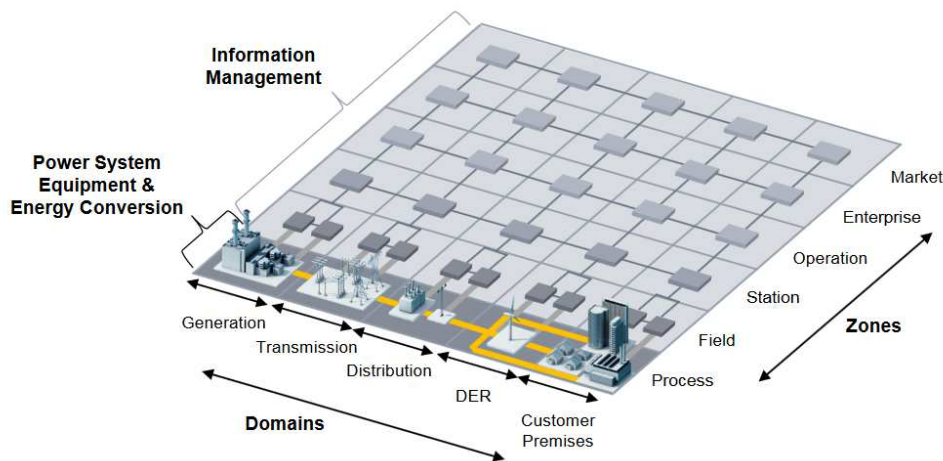 Information
Management
Power System
Equipment &
Energy Conversion
Market
Enterprise
Operation
Station
Zones
Field
Process
Generation
Transmission
Distribution
DER
Customer
Premises
Domains